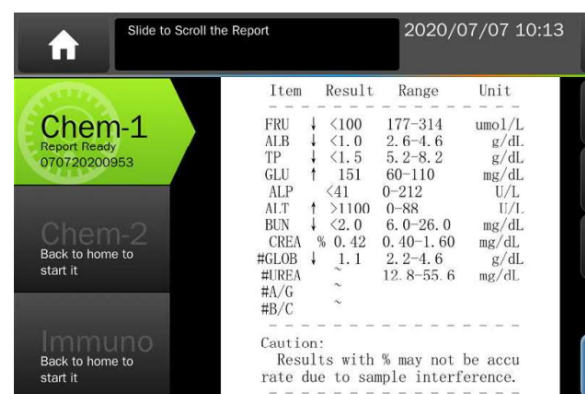 Slide to Scroll the Report
2020/07/07 10:13
Chem-1
Report Ready
070720200953
Chem-2
Back to home to
start it
Immuno
Back to home to
start it
Item Result Range Unit
FRU ↓ <100 177-314 umol/L
ALB ↓ <1.0 2.6-4.6 g/dL
TP ↓ <1.5 5.2-8.2 g/dL
GLU ↑ 151 60-110 mg/dL
ALP <41 0-212 U/L
ALT ↑ >1100 0-88 U/L
BUN ↓ <2.0 6.0-26.0 mg/dL
CREA % 0.42 0.40-1.60 mg/dL
#GLOB ↓ 1.1 2.2-4.6 g/dL
#UREA ~ 12.8-55.6 mg/dL
#A/G ~
#B/C ~
Caution:
Results with % may not be accu
rate due to sample interference.